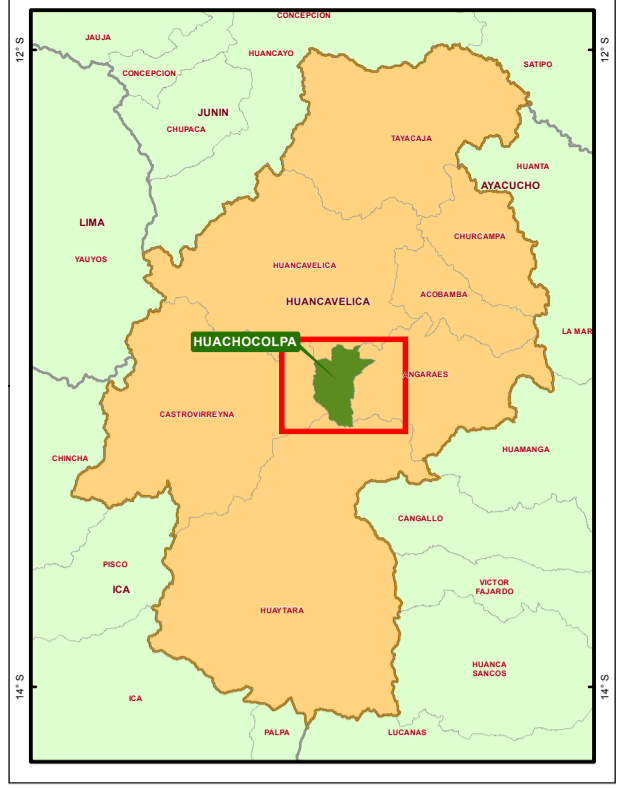 CONCEPCION
JAUJA
12° S
12° S
HUANCAYO
SATIPO
CONCEPCION
JUNIN
CHUPACA
TAYACAJA
HUANTA
AYACUCHO
LIMA
CHURCAMPA
YAUYOS
HUANCAVELICA
ACOBAMBA
HUANCAVELICA
LA MAR
HUACHOCOLPA
ANGARAES
CASTROVIRREYNA
HUAMANGA
CHINCHA
CANGALLO
PISCO
ICA
VICTOR
FAJARDO
HUAYTARA
HUANCA
SANCOS
14° S
14° S
ICA
PALPA
LUCANAS